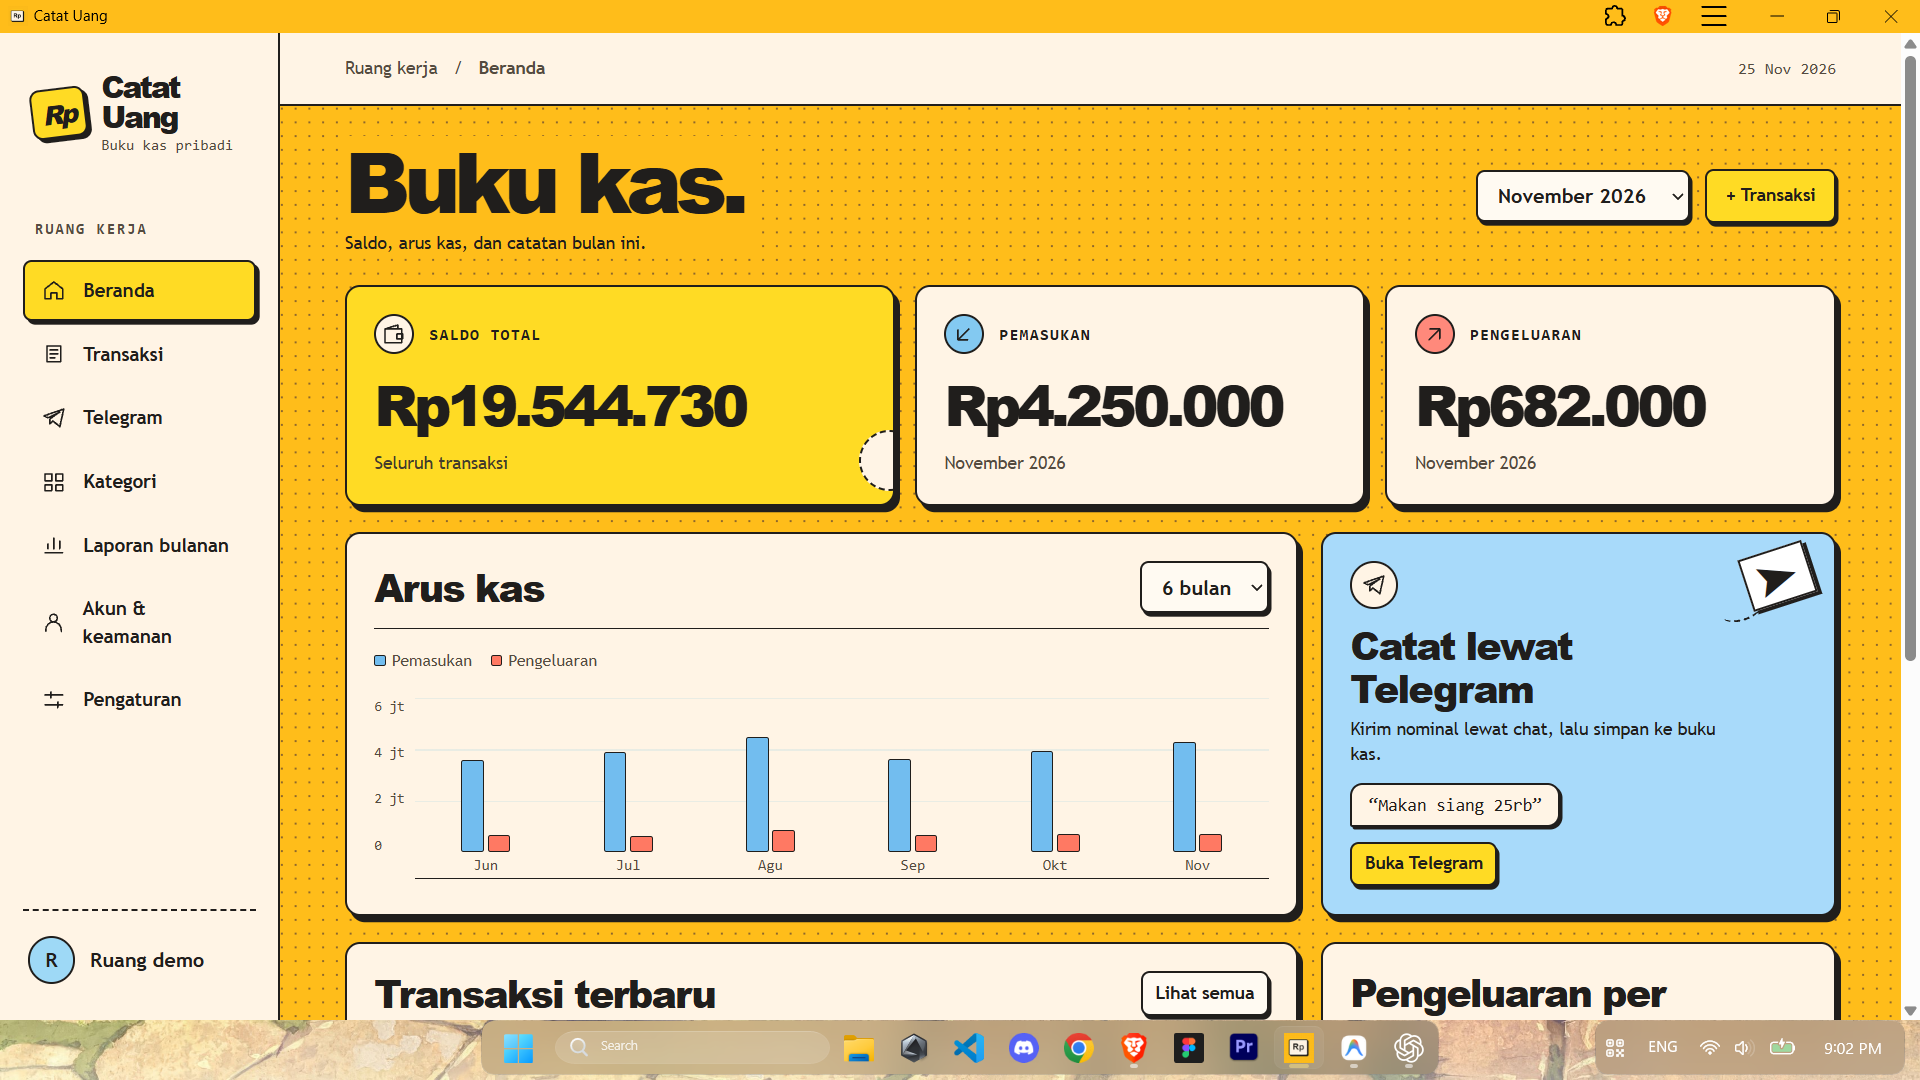 Catat Uang
Rp
Catat
Uang
Buku kas pribadi
RUANG KERJA
Beranda
Transaksi
Telegram
Kategori
Laporan bulanan
Akun &
keamanan
Pengaturan
R
Ruang demo
Ruang kerja / Beranda
25 Nov 2026
Buku kas.
Saldo, arus kas, dan catatan bulan ini.
November 2026
+ Transaksi
SALDO TOTAL
Rp19.544.730
Seluruh transaksi
PEMASUKAN
Rp4.250.000
November 2026
PENGELUARAN
Rp682.000
November 2026
Arus kas
6 bulan
Pemasukan
Pengeluaran
6 jt
4 jt
2 jt
0
Jun
Jul
Agu
Sep
Okt
Nov
Catat lewat
Telegram
Kirim nominal lewat chat, lalu simpan ke buku
kas.
“Makan siang 25rb”
Buka Telegram
Transaksi terbaru
Lihat semua
Pengeluaran per
Search
Pr
Rp
ENG
9:02 PM